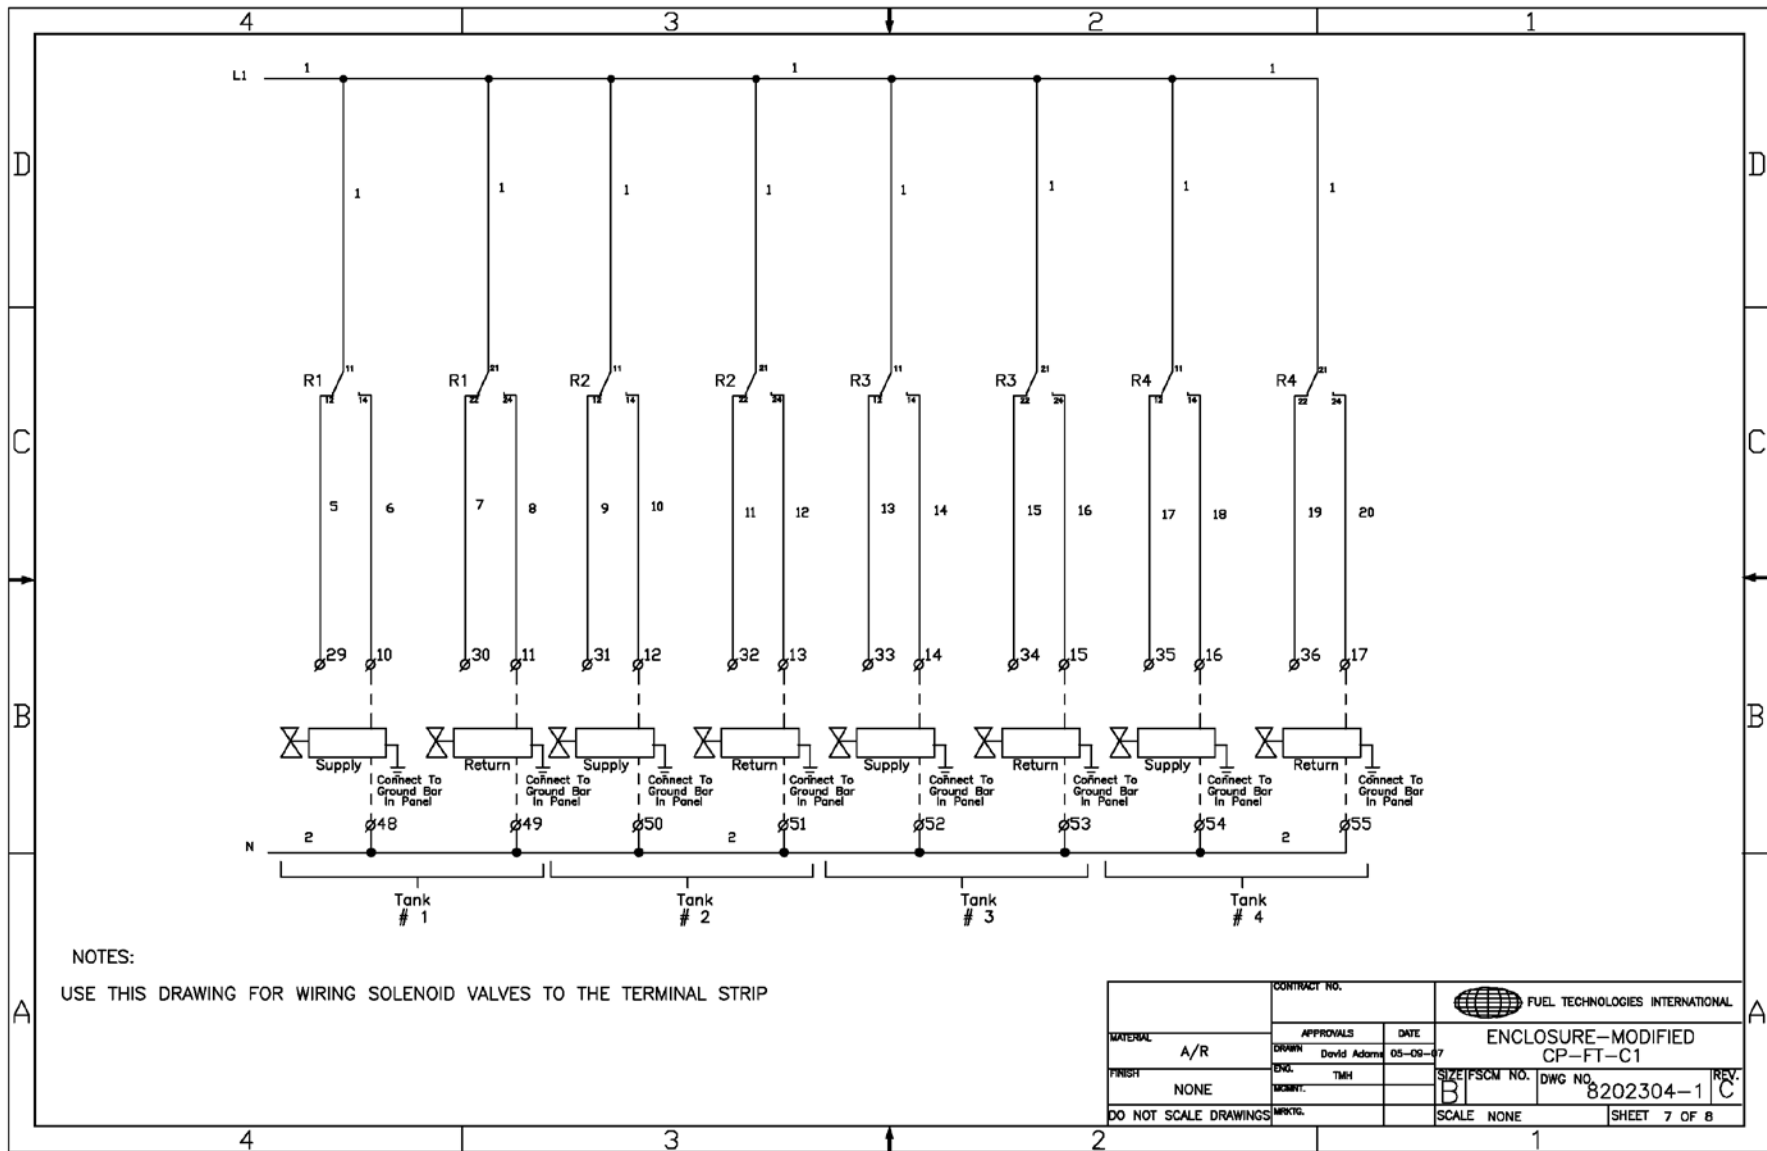 4 3 2 1
L1 1 1 1
D D
1 1 1 1 1 1 1 1
11 21 11 21 11 21 11 21
R1 R1 R2 R2 R3 R3 R4 R4
12 14 22 24 12 14 22 24 12 14 22 24 12 14 22 24
C C
5 6 7 8 9 10 11 12 13 14 15 16 17 18 19 20
29 10 30 11 31 12 32 13 33 14 34 15 35 16 36 17
B B
Supply Return Supply Return Supply Return Supply Return
Connect To Connect To Connect To Connect To Connect To Connect To Connect To Connect To
Ground Bar Ground Bar Ground Bar Ground Bar Ground Bar Ground Bar Ground Bar Ground Bar
In Panel In Panel In Panel In Panel In Panel In Panel In Panel In Panel
48 49 50 51 52 53 54 55
N 2 2 2
Tank Tank Tank Tank
# 1 # 2 # 3 # 4
NOTES:
USE THIS DRAWING FOR WIRING SOLENOID VALVES TO THE TERMINAL STRIP
A A
CONTRACT NO.
FUEL TECHNOLOGIES INTERNATIONAL
MATERIAL
A/R
APPROVALS DATE
DRAWN David Adams 05-09-07
ENG. TMH
MGMNT.
MRKTG.
FINISH
NONE
DO NOT SCALE DRAWINGS
ENCLOSURE-MODIFIED
CP-FT-C1
SIZE B FSCM NO. DWG NO. 8202304-1 REV. C
SCALE NONE SHEET 7 OF 8
4 3 2 1